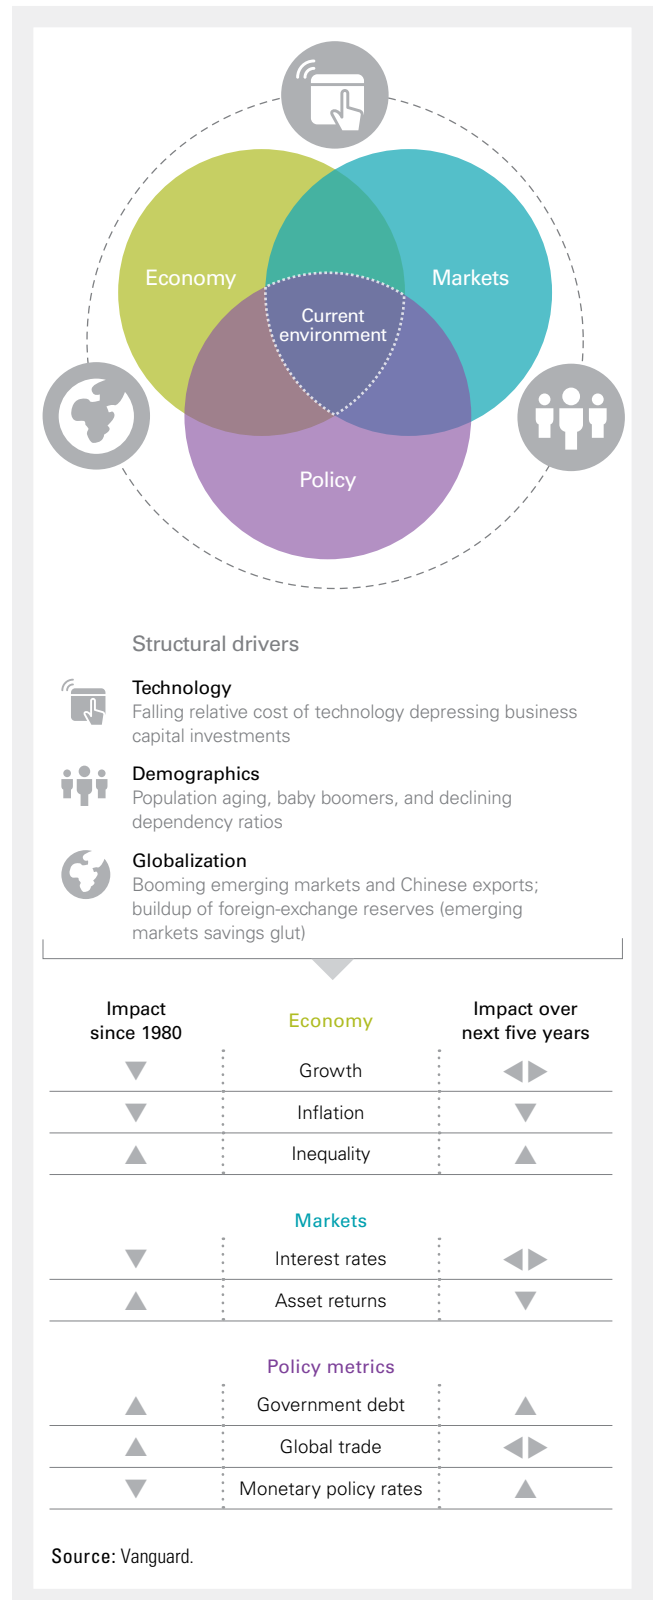 Economy
Markets
Current
environment
Policy
Structural drivers
Technology
Falling relative cost of technology depressing business
capital investments
Demographics
Population aging, baby boomers, and declining
dependency ratios
Globalization
Booming emerging markets and Chinese exports;
buildup of foreign-exchange reserves (emerging
markets savings glut)
Impact
since 1980
Economy
Impact over
next five years
Growth
Inflation
Inequality
Markets
Interest rates
Asset returns
Policy metrics
Government debt
Global trade
Monetary policy rates
Source: Vanguard.